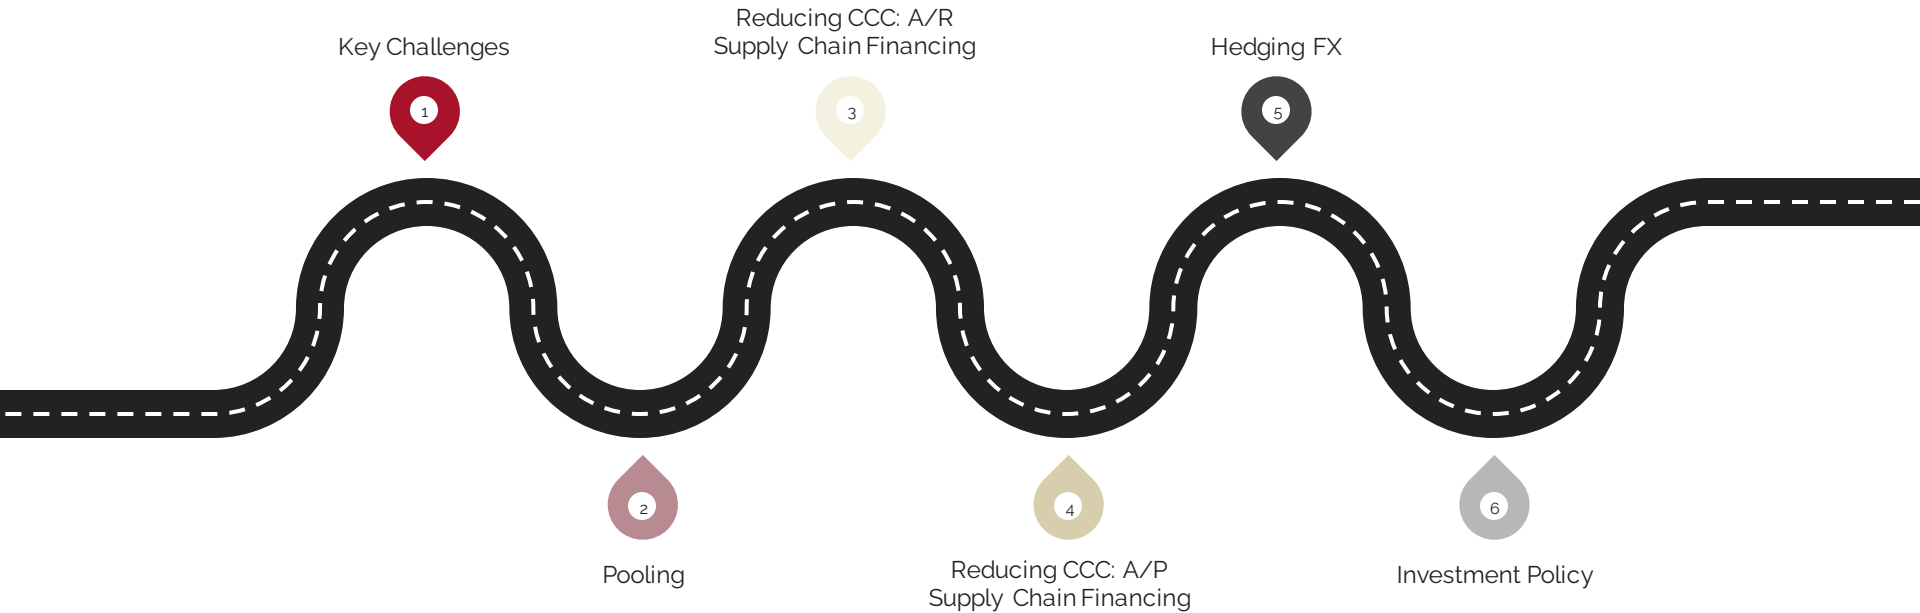 Key Challenges
1
2
Pooling
Reducing CCC: A/R
Supply Chain Financing
3
4
Reducing CCC: A/P
Supply Chain Financing
Hedging FX
5
6
Investment Policy